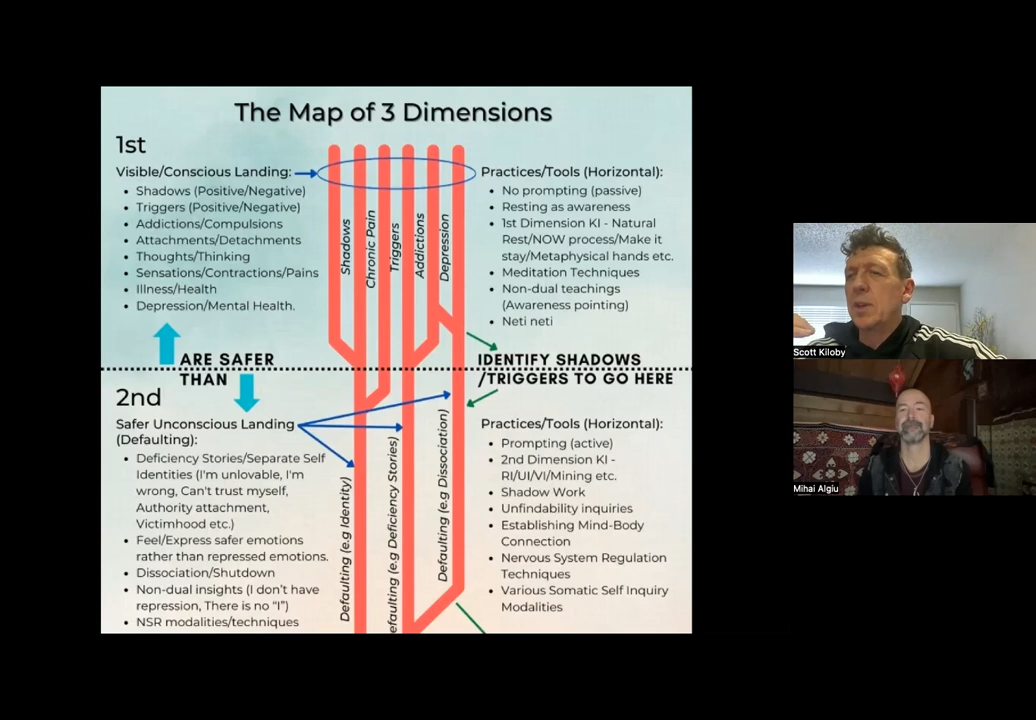 The Map of 3 Dimensions
1st
Visible/Conscious Landing:
Shadows (Positive/Negative)
Triggers (Positive/Negative)
Addictions/Compulsions
Attachments/Detachments
Thoughts/Thinking
Sensations/Contractions/Pains
Illness/Health
Depression/Mental Health.
Shadows
Chronic Pain
Triggers
Addictions
Depression
Practices/Tools (Horizontal):
No prompting (passive)
Resting as awareness
1st Dimension KI - Natural
Rest/NOW process/Make it
stay/Metaphysical hands etc.
Meditation Techniques
Non-dual teachings
(Awareness pointing)
Neti neti
ARE SAFER
THAN
IDENTIFY SHADOWS
/TRIGGERS TO GO HERE
2nd
Safer Unconscious Landing
(Defaulting):
Deficiency Stories/Separate Self
Identities (I'm unlovable, I'm
wrong, Can't trust myself,
Authority attachment,
Victimhood etc.)
Feel/Express safer emotions
rather than repressed emotions.
Dissociation/Shutdown
Non-dual insights (I don't have
repression, There is no "I")
NSR modalities/techniques
Defaulting (e.g Identity)
efaulting (e.g Deficiency Stories)
Defaulting (e.g Dissociation)
Practices/Tools (Horizontal):
Prompting (active)
2nd Dimension KI -
RI/UI/VI/Mining etc.
Shadow Work
Unfindability inquiries
Establishing Mind-Body
Connection
Nervous System Regulation
Techniques
Various Somatic Self Inquiry
Modalities
Scott Kiloby
Mihai Algiu